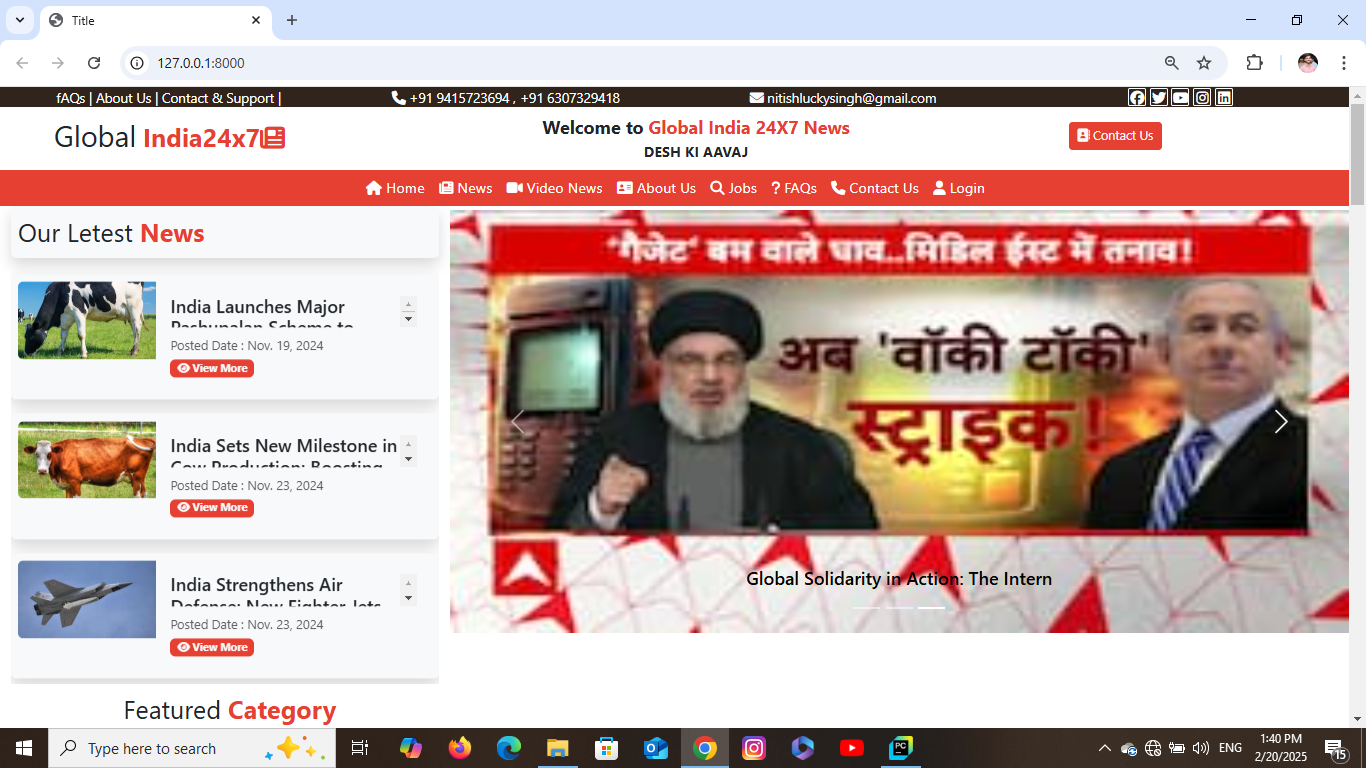 Title
127.0.0.1:8000
fAQs | About Us | Contact & Support |
+91 9415723694 , +91 6307329418
nitishluckysingh@gmail.com
Global India24x7
Welcome to Global India 24X7 News
DESH KI AAVAJ
Contact Us
Home
News
Video News
About Us
Jobs
? FAQs
Contact Us
Login
Our Letest News
India Launches Major
Pashupalan Scheme to
Posted Date : Nov. 19, 2024
View More
India Sets New Milestone in
Cow Production: Boosting
Posted Date : Nov. 23, 2024
View More
India Strengthens Air
Defense: New Fighter Jets
Posted Date : Nov. 23, 2024
View More
Featured Category
'गैजेट' बम वाले घाव..मिडिल ईस्ट में तनाव!
अब 'वॉकी टॉकी'
स्ट्राइक!
Global Solidarity in Action: The Intern
Type here to search
PC
ENG
1:40 PM
2/20/2025
15